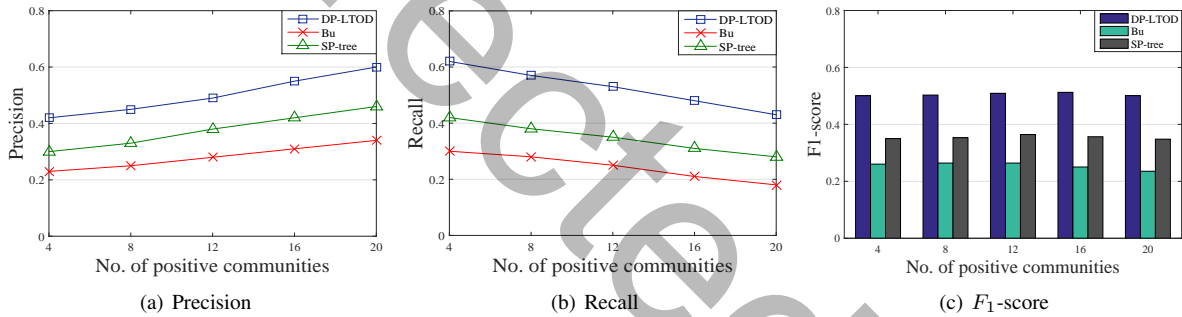 0.8
0.6
0.4
0.2
0
4
8
12
16
20
Precision
No. of positive communities
DP-LTOD
Bu
SP-tree
(a) Precision
0.8
0.6
0.4
0.2
0
4
8
12
16
20
Recall
No. of positive communities
DP-LTOD
Bu
SP-tree
(b) Recall
0.8
0.6
0.4
0.2
0
4
8
12
16
20
F1-score
No. of positive communities
DP-LTOD
Bu
SP-tree
(c) F₁-score